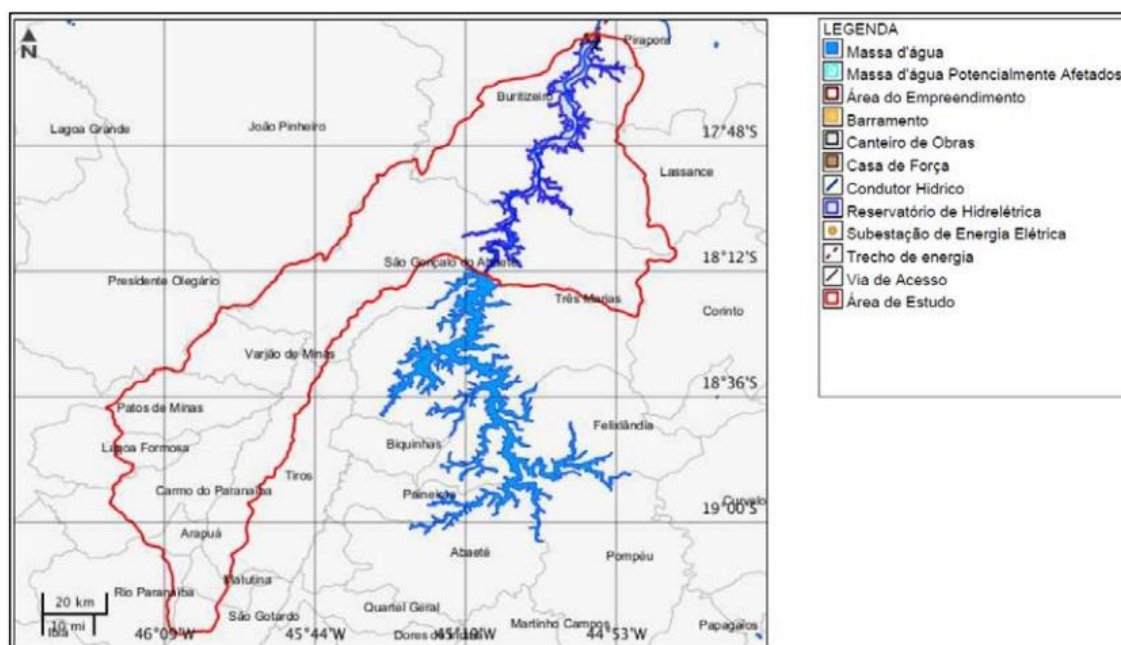 N
Pirapora
Buritizeiro
Lagoa Grande
João Pinheiro
17°48'S
Lassance
São Gonçalo do Abaeté
18°12'S
Presidente Olegário
Três Marias
Corinto
Varjão de Minas
18°36'S
Patos de Minas
Felixlândia
Lagoa Formosa
Biquinhas
Tiros
Carmo do Paranaíba
Paineiras
Curvelo
19°00'S
Arapuá
Abaeté
Pompéu
Matutina
Rio Paranaíba
20 km
Quartel Geral
São Gotardo
10 mi
Martinho Campos
Papagaios
46°09'W
45°44'W
44°53'W
LEGENDA
Massa d'água
Massa d'água Potencialmente Afetados
Área do Empreendimento
Barramento
Canteiro de Obras
Casa de Força
Condutor Hidrico
Reservatório de Hidrelétrica
Subestação de Energia Elétrica
Trecho de energia
Via de Acesso
Área de Estudo